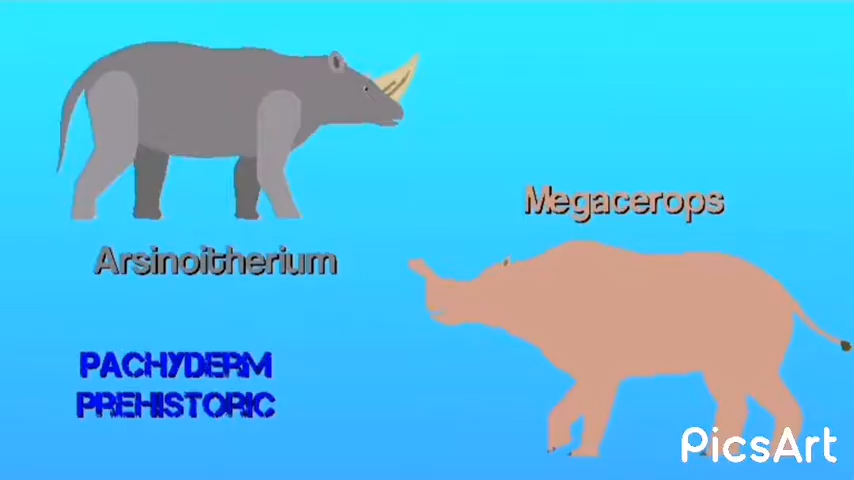 Megacerops
Arsinoitherium
PACHYDERM
PREHISTORIC
PicsArt